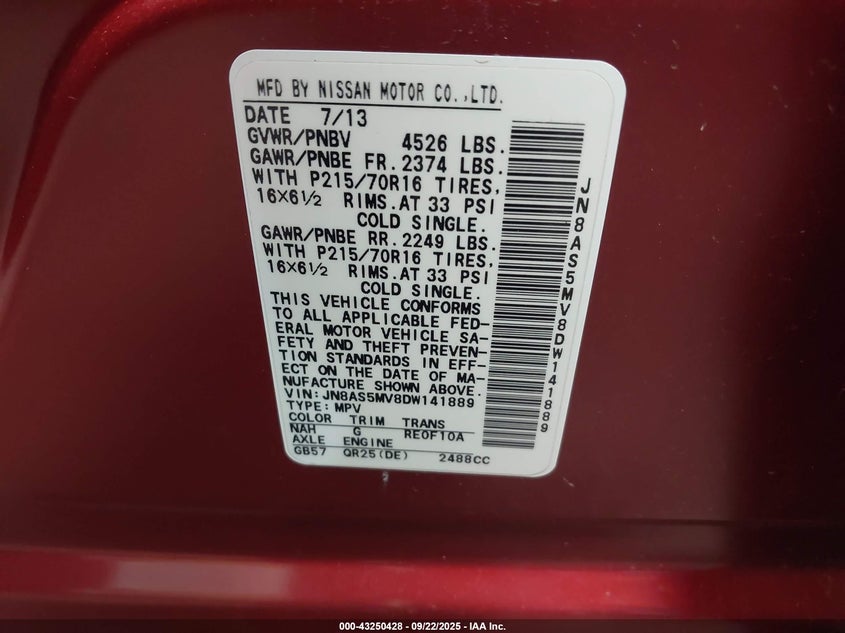 MFD BY NISSAN MOTOR CO.,LTD.
DATE 7/13
GVWR/PNBV 4526 LBS.
GAWR/PNBE FR. 2374 LBS.
WITH P215/70R16 TIRES,
16X6½ RIMS.AT 33 PSI
COLD SINGLE.
GAWR/PNBE RR. 2249 LBS.
WITH P215/70R16 TIRES,
16X6½ RIMS.AT 33 PSI
COLD SINGLE.
THIS VEHICLE CONFORMS
TO ALL APPLICABLE FED-
ERAL MOTOR VEHICLE SA-
FETY AND THEFT PREVEN-
TION STANDARDS IN EFF-
ECT ON THE DATE OF MA-
NUFACTURE SHOWN ABOVE.
VIN: JN8AS5MV8DW141889
TYPE: MPV
COLOR TRIM TRANS
NAH G RE0F10A
AXLE ENGINE
GB57 QR25(DE) 2488CC
JN8AS5MV8DW141889
000-43250428 - 09/22/2025 - IAA Inc.